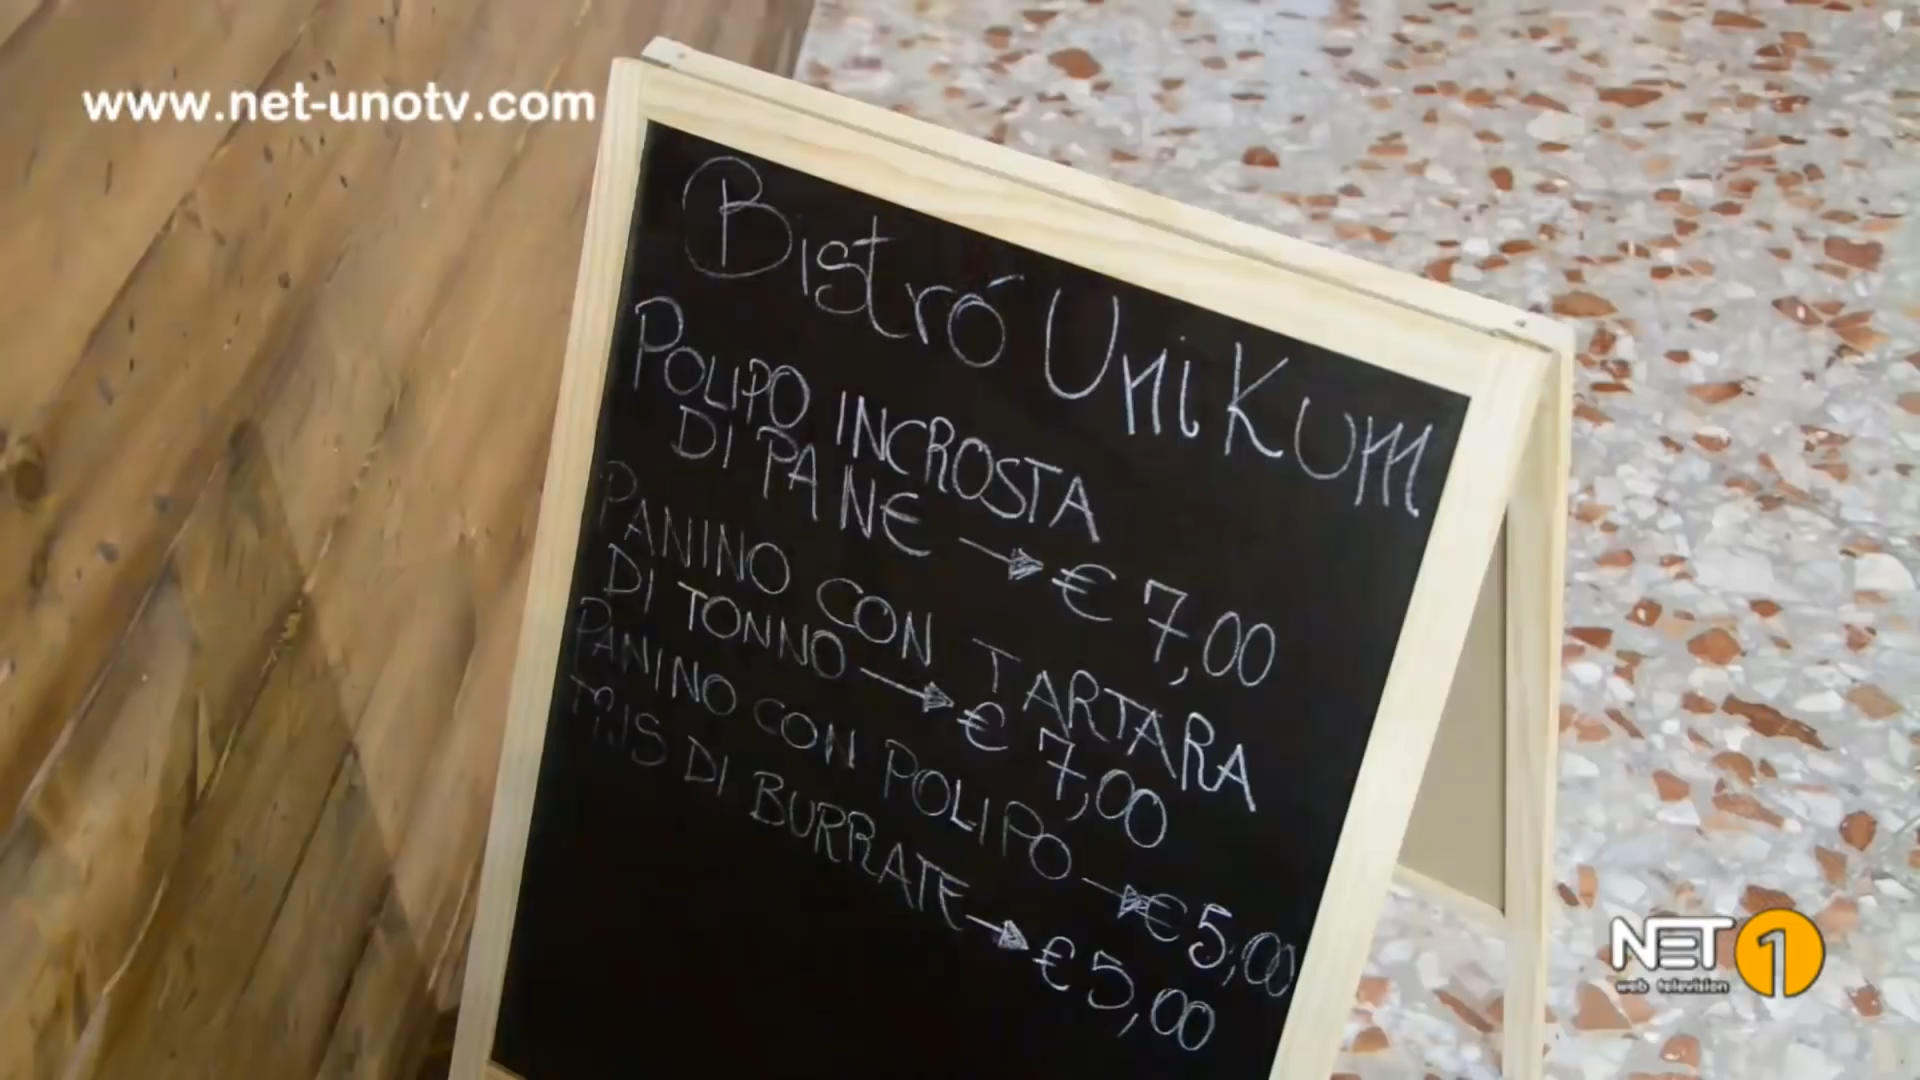 www.net-unotv.com
Bistró UniKum
POLIPO INCROSTA
DI PANE → € 7,00
PANINO CON TARTARA
DI TONNO → € 7,00
PANINO CON POLIPO → € 5,00
TRIS DI BURRATE → € 5,00
NET 1
web television